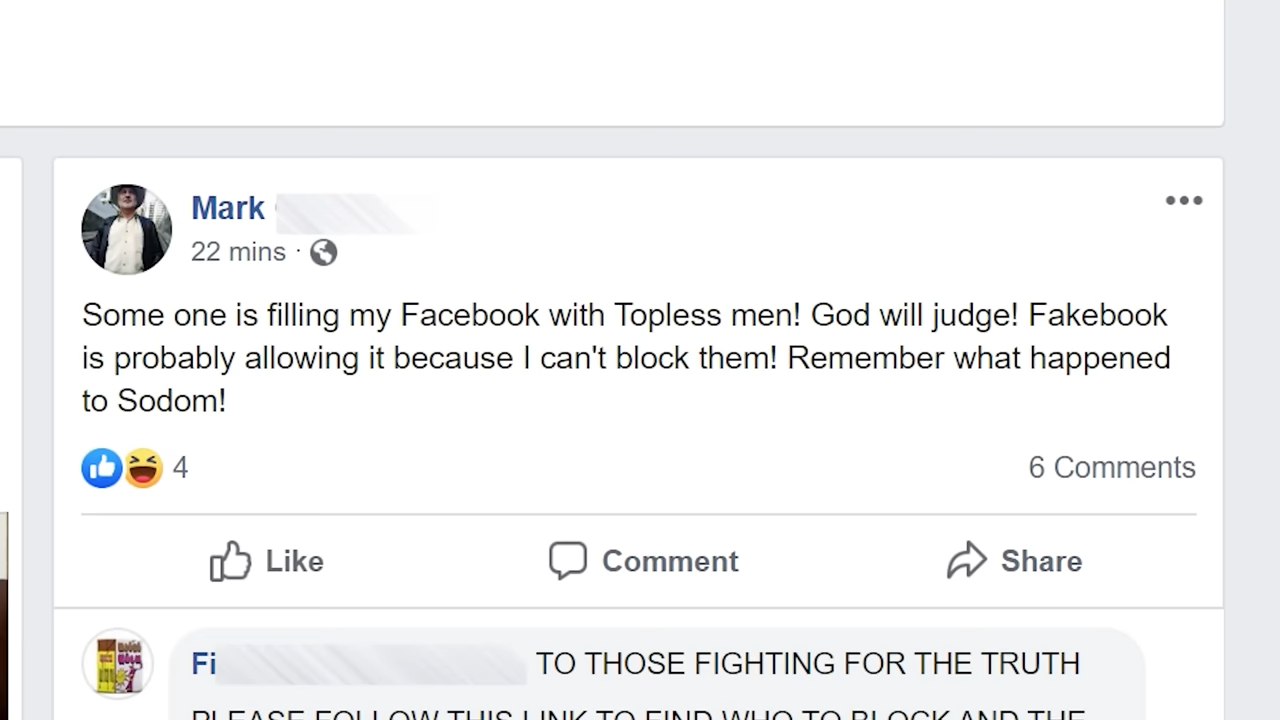 Mark
22 mins ·
Some one is filling my Facebook with Topless men! God will judge! Fakebook
is probably allowing it because I can't block them! Remember what happened
to Sodom!
4
6 Comments
Like
Comment
Share
Fi TO THOSE FIGHTING FOR THE TRUTH
PLEASE FOLLOW THIS LINK TO FIND WHO TO BLOCK AND THE